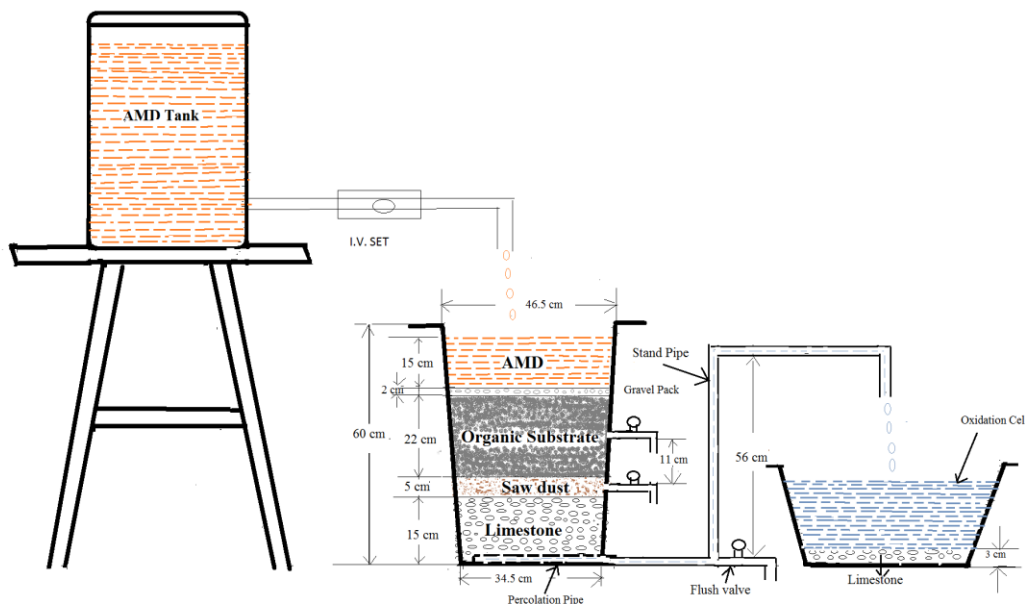 AMD Tank
I.V. SET
46.5 cm
15 cm
AMD
2 cm
Stand Pipe
Gravel Pack
60 cm
22 cm
Organic Substrate
11 cm
56 cm
Oxidation Cel
5 cm
Saw dust
15 cm
Limestone
34.5 cm
Percolation Pipe
Flush valve
Limestone
3 cm